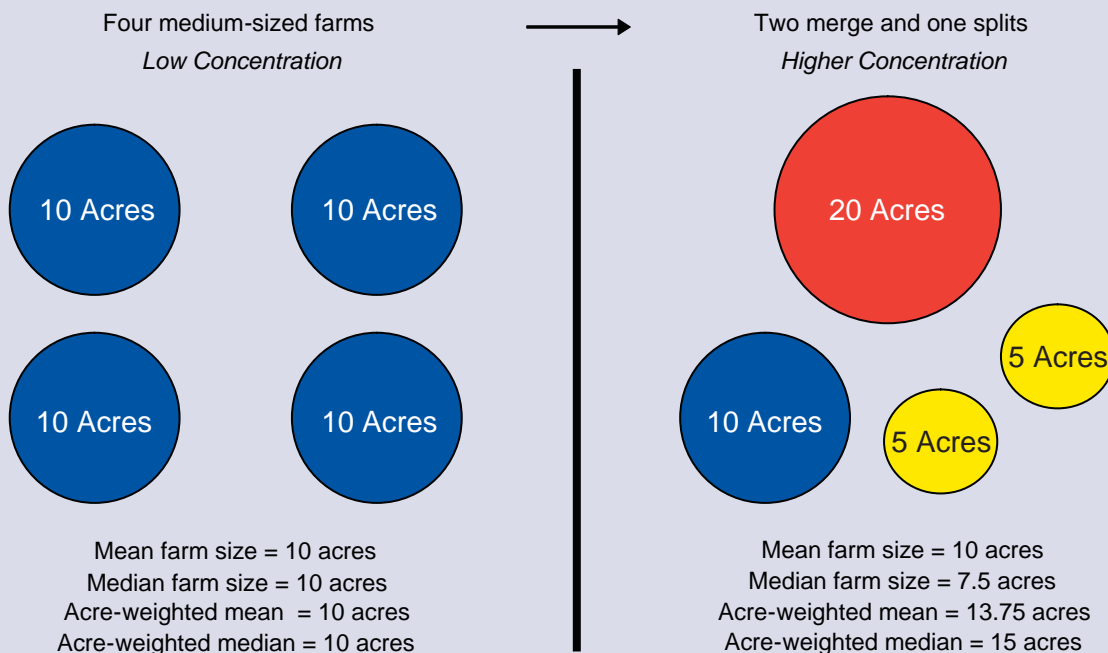 Four medium-sized farms
Low Concentration
10 Acres
10 Acres
10 Acres
10 Acres
Mean farm size = 10 acres
Median farm size = 10 acres
Acre-weighted mean = 10 acres
Acre-weighted median = 10 acres
Two merge and one splits
Higher Concentration
20 Acres
5 Acres
10 Acres
5 Acres
Mean farm size = 10 acres
Median farm size = 7.5 acres
Acre-weighted mean = 13.75 acres
Acre-weighted median = 15 acres